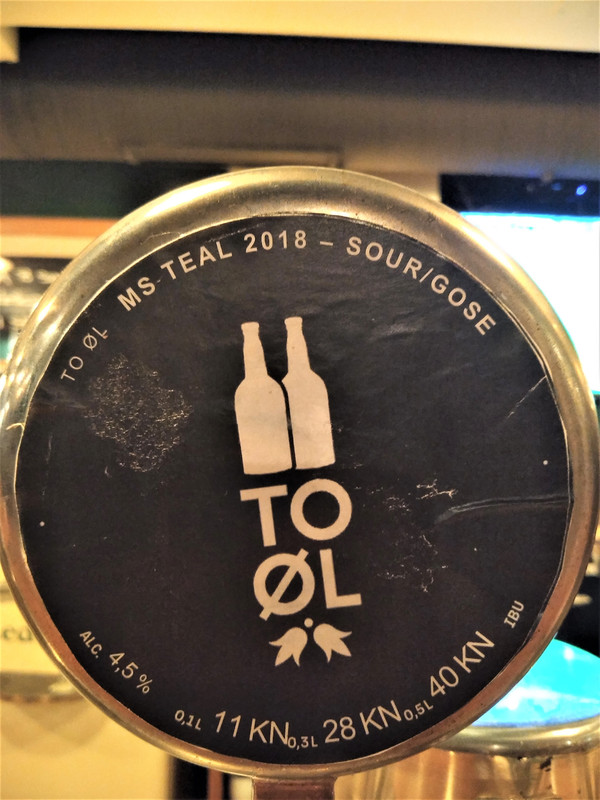 TO ØL MS TEAL 2018 – SOUR/GOSE
TO
ØL
ALC. 4,5% 0,1L 11 KN 0,3L 28 KN 0,5L 40 KN IBU